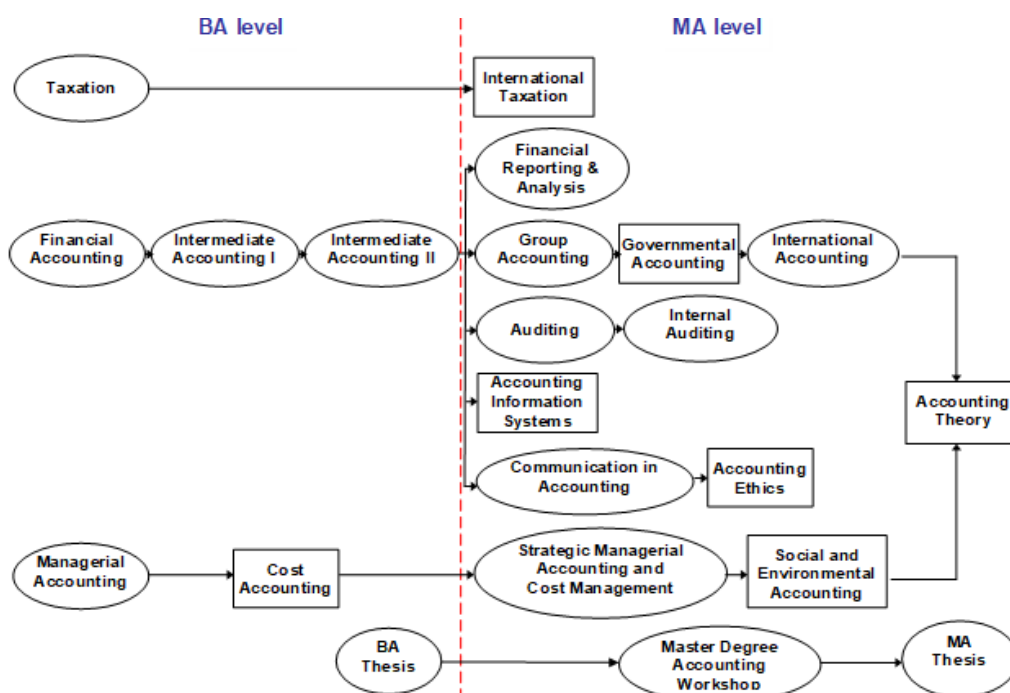 BA level
MA level
Taxation
International
Taxation
Financial
Reporting &
Analysis
Financial
Accounting
Intermediate
Accounting I
Intermediate
Accounting II
Group
Accounting
Governmental
Accounting
International
Accounting
Auditing
Internal
Auditing
Accounting
Information
Systems
Accounting
Theory
Communication in
Accounting
Accounting
Ethics
Managerial
Accounting
Cost
Accounting
Strategic Managerial
Accounting and
Cost Management
Social and
Environmental
Accounting
BA
Thesis
Master Degree
Accounting
Workshop
MA
Thesis